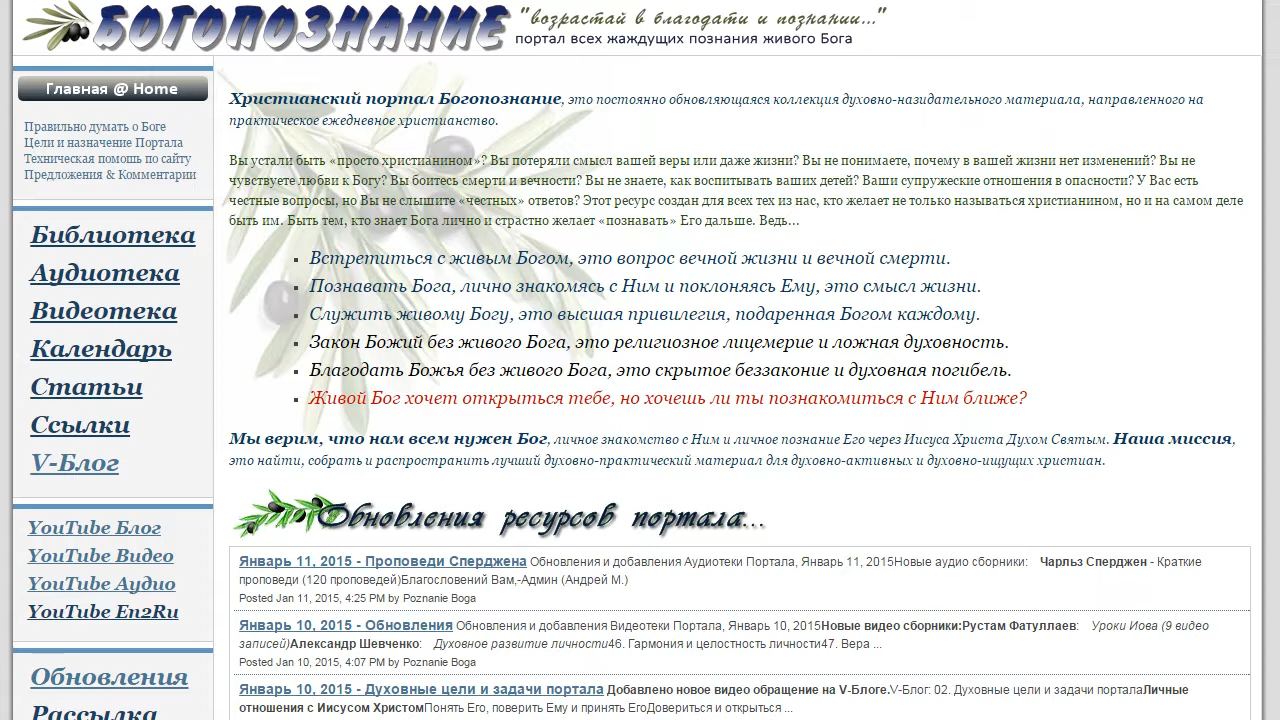 БОГОПОЗНАНИЕ
"возрастай в благодати и познании..."
портал всех жаждущих познания живого Бога
Главная @ Home
Правильно думать о Боге
Цели и назначение Портала
Техническая помошь по сайту
Предложения & Комментарии
Библиотека
Аудиотека
Видеотека
Календарь
Статьи
Ссылки
V-Блог
YouTube Блог
YouTube Видео
YouTube Аудио
YouTube En2Ru
Обновления
Рассылка
Христианский портал Богопознание, это постоянно обновляющаяся коллекция духовно-назидательного материала, направленного на
практическое ежедневное христианство.
Вы устали быть «просто христианином»? Вы потеряли смысл вашей веры или даже жизни? Вы не понимаете, почему в вашей жизни нет изменений? Вы не
чувствуете любви к Богу? Вы боитесь смерти и вечности? Вы не знаете, как воспитывать ваших детей? Ваши супружеские отношения в опасности? У Вас есть
честные вопросы, но Вы не слышите «честных» ответов? Этот ресурс создан для всех тех из нас, кто желает не только называться христианином, но и на самом деле
быть им. Быть тем, кто знает Бога лично и страстно желает «познавать» Его дальше. Ведь...
Встретиться с живым Богом, это вопрос вечной жизни и вечной смерти.
Познавать Бога, лично знакомясь с Ним и поклоняясь Ему, это смысл жизни.
Служить живому Богу, это высшая привилегия, подаренная Богом каждому.
Закон Божий без живого Бога, это религиозное лицемерие и ложная духовность.
Благодать Божья без живого Бога, это скрытое беззаконие и духовная погибель.
Живой Бог хочет открыться тебе, но хочешь ли ты познакомиться с Ним ближе?
Мы верим, что нам всем нужен Бог, личное знакомство с Ним и личное познание Его через Иисуса Христа Духом Святым. Наша миссия,
это найти, собрать и распространить лучший духовно-практический материал для духовно-активных и духовно-ищущих христиан.
Обновления ресурсов портала...
Январь 11, 2015 - Проповеди Сперджена Обновления и добавления Аудиотеки Портала, Январь 11, 2015Новые аудио сборники: Чарльз Сперджен - Краткие
проповеди (120 проповедей)Благословений Вам,-Админ (Андрей М.)
Posted Jan 11, 2015, 4:25 PM by Poznanie Boga
Январь 10, 2015 - Обновления Обновления и добавления Видеотеки Портала, Январь 10, 2015Новые видео сборники:Рустам Фатуллаев: Уроки Иова (9 видео
записей)Александр Шевченко: Духовное развитие личности46. Гармония и целостность личности47. Вера ...
Posted Jan 10, 2015, 4:07 PM by Poznanie Boga
Январь 10, 2015 - Духовные цели и задачи портала Добавлено новое видео обращение на V-Блоге.V-Блог: 02. Духовные цели и задачи порталаЛичные
отношения с Иисусом ХристомПонять Его, поверить Ему и принять ЕгоДовериться и открыться ...